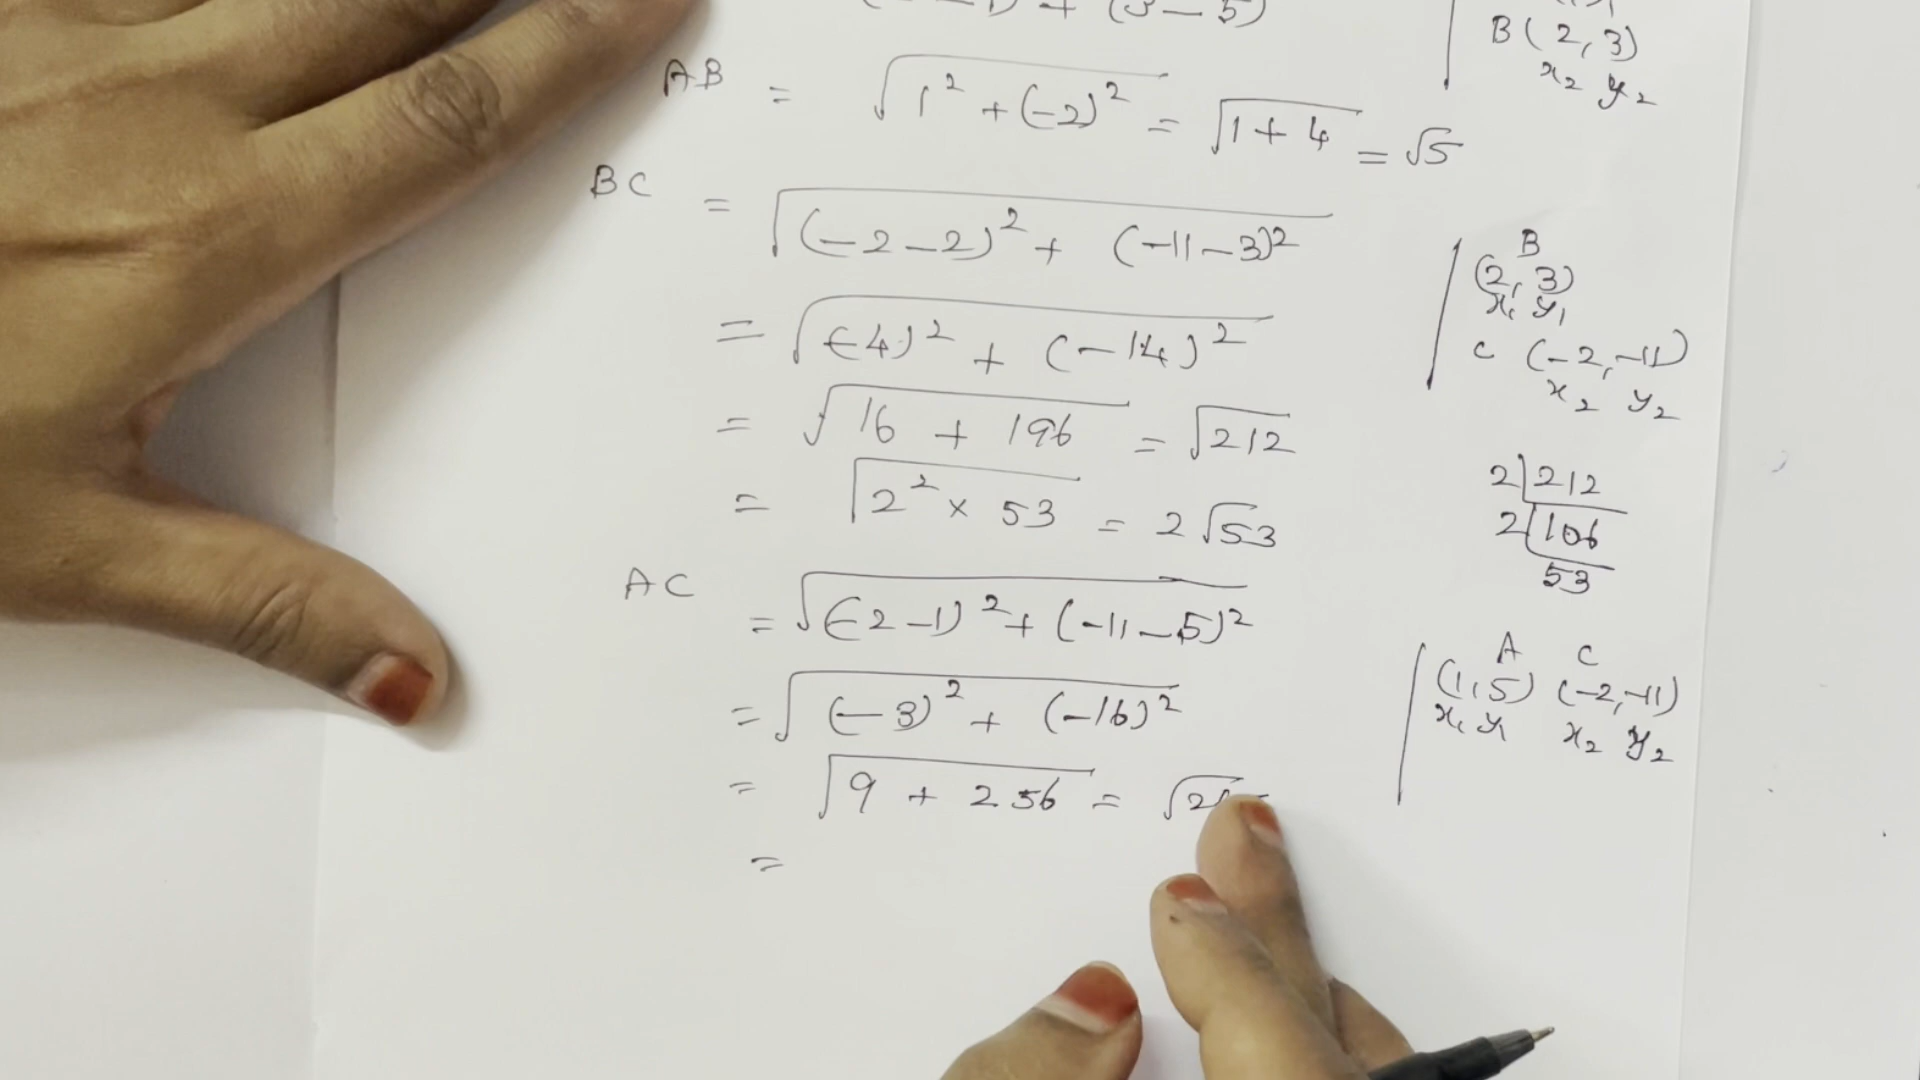 + (3-5)
B(2,3)
x₂ y₂
AB = √(1² + (-2)²) = √(1+4) = √5
BC = √((-2-2)² + (-11-3)²)
B
(2,3)
x₁ y₁
= √((-4)² + (-14)²)
C (-2,-11)
x₂ y₂
= √(16 + 196) = √212
2|212
= √(2² × 53) = 2√53
2|106
53
AC = √((-2-1)² + (-11-5)²)
A C
(1,5) (-2,-11)
x₁ y₁ x₂ y₂
= √((-3)² + (-16)²)
= √(9 + 256) = √2
=